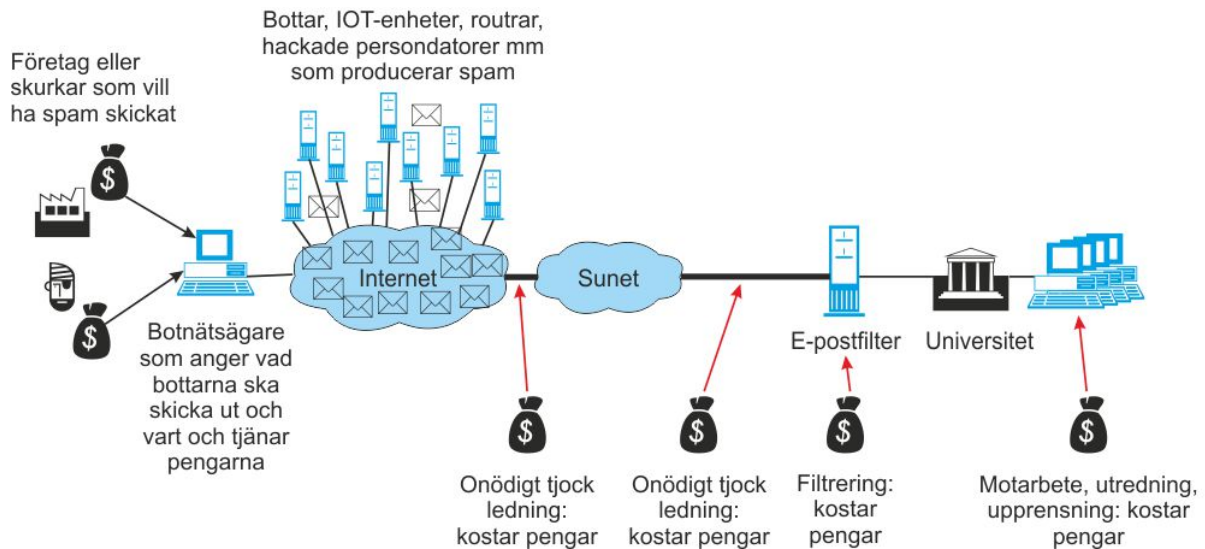 Företag eller
skurkar som vill
ha spam skickat
Bottar, IOT-enheter, routrar,
hackade persondatorer mm
som producerar spam
$
$
Botnätsägare
som anger vad
bottarna ska
skicka ut och
vart och tjänar
pengarna
Internet
Sunet
E-postfilter
Universitet
$
Onödigt tjock
ledning:
kostar pengar
$
Onödigt tjock
ledning:
kostar pengar
$
Filtrering:
kostar
pengar
$
Motarbete, utredning,
upprensning: kostar
pengar